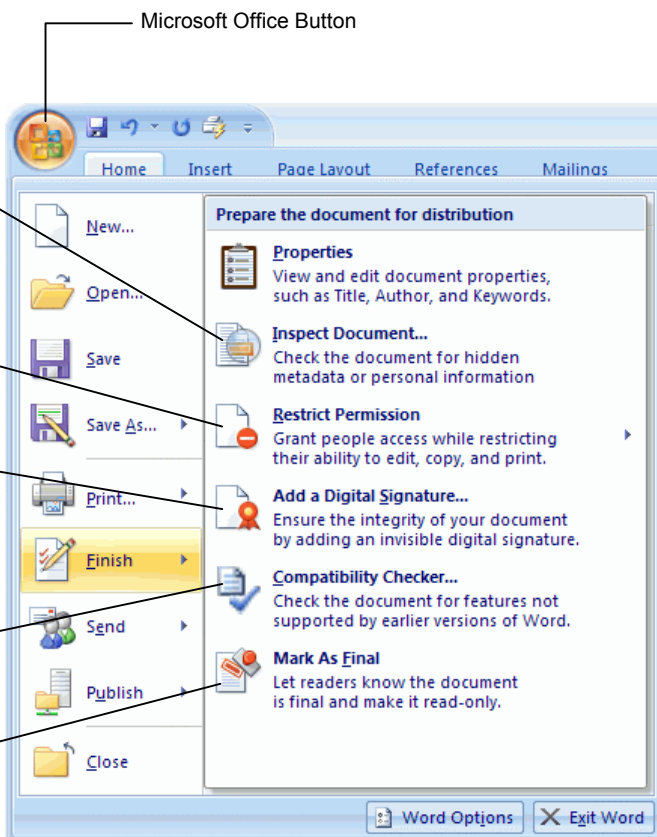 Microsoft Office Button
Home Insert Page Layout References Mailings
New...
Open...
Save
Save As...
Print...
Finish
Send
Publish
Close
Prepare the document for distribution
Properties
View and edit document properties,
such as Title, Author, and Keywords.
Inspect Document...
Check the document for hidden
metadata or personal information
Restrict Permission
Grant people access while restricting
their ability to edit, copy, and print.
Add a Digital Signature...
Ensure the integrity of your document
by adding an invisible digital signature.
Compatibility Checker...
Check the document for features not
supported by earlier versions of Word.
Mark As Final
Let readers know the document
is final and make it read-only.
Word Options Exit Word